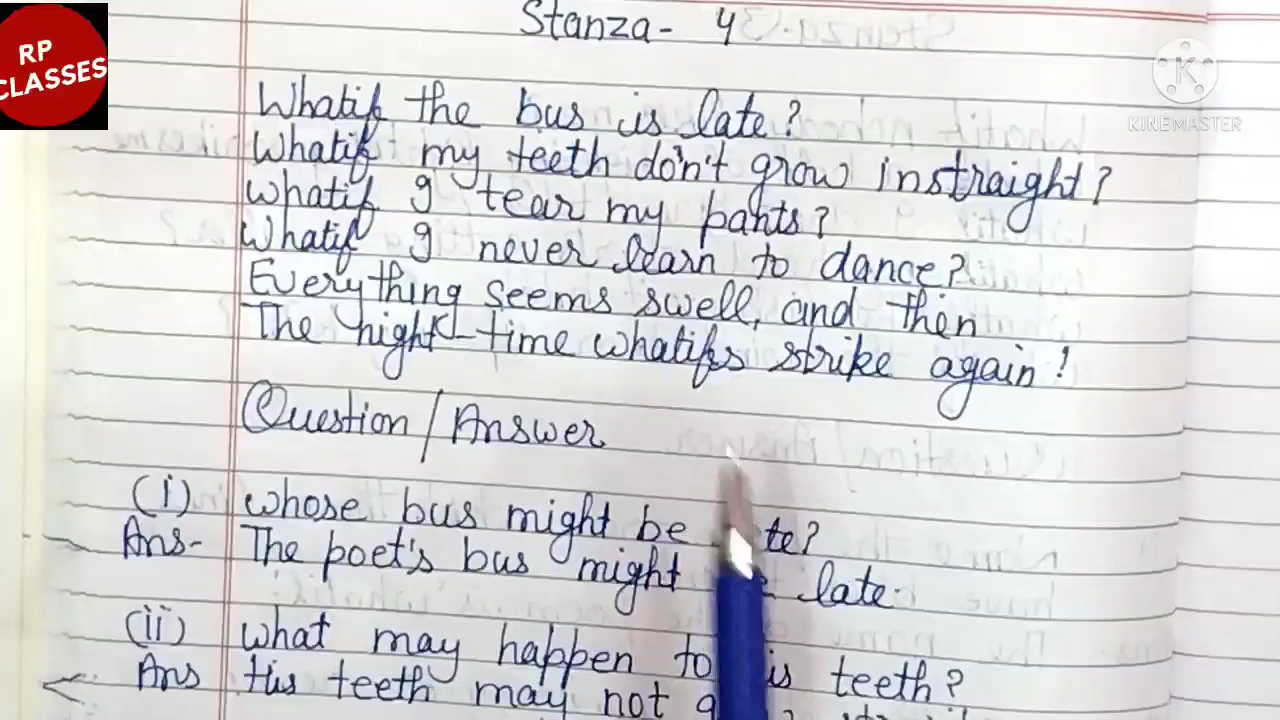 RP
CLASSES
Stanza- 4
KINEMASTER
Whatif the bus is late?
Whatif my teeth don't grow instraight?
Whatif I tear my pants?
Whatif I never learn to dance?
Everything seems swell, and then
The night-time whatifs strike again!
Question/Answer
(i) whose bus might be
Ans- The poet's bus might late.
(ii) what may happen to teeth?
Ans His teeth may not